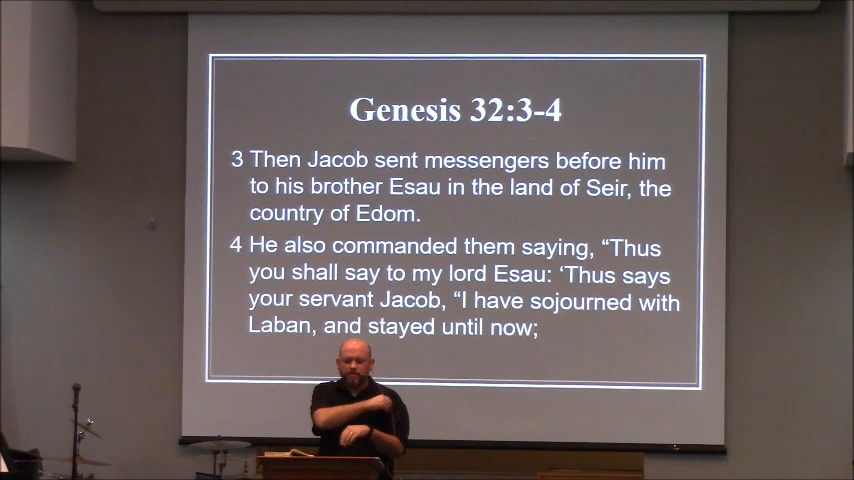 Genesis 32:3-4
3 Then Jacob sent messengers before him
to his brother Esau in the land of Seir, the
country of Edom.
4 He also commanded them saying, “Thus
you shall say to my lord Esau: ‘Thus says
your servant Jacob, “I have sojourned with
Laban, and stayed until now;